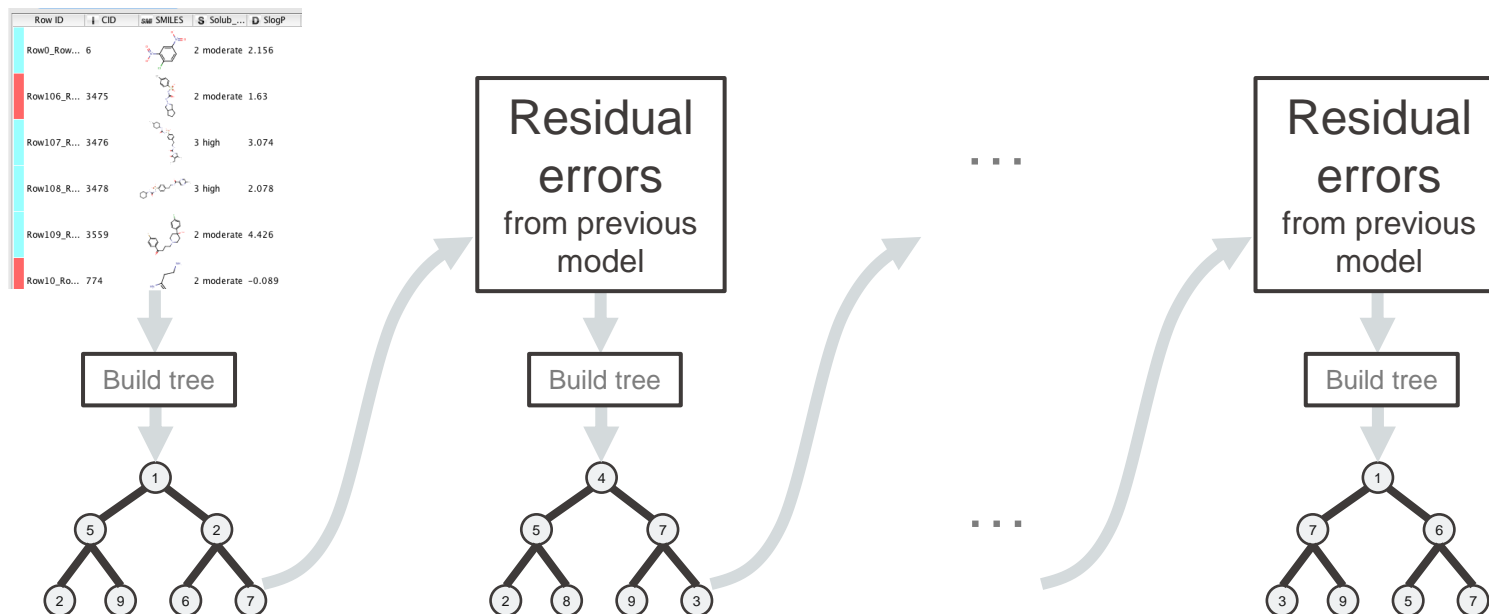 Row ID CID SMILES S Solub_... D SlogP
Row0_Row... 6 2 moderate 2.156
Row106_R... 3475 2 moderate 1.63
Row107_R... 3476 3 high 3.074
Row108_R... 3478 3 high 2.078
Row109_R... 3559 2 moderate 4.426
Row10_Ro... 774 2 moderate -0.089
Residual
errors
from previous
model
...
Residual
errors
from previous
model
Build tree
Build tree
Build tree
1
5 2
2 9 6 7
4
5 7
2 8 9 3
...
1
7 6
3 9 5 7